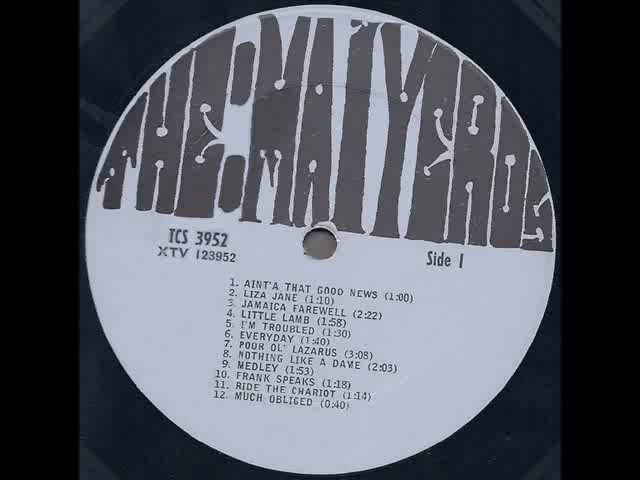 THE MATYEROS
TCS 3952
XTV 123952
Side 1
1. AINT'A THAT GOOD NEWS (1:00)
2. LIZA JANE (1:10)
3. JAMAICA FAREWELL (2:22)
4. LITTLE LAMB (1:58)
5. I'M TROUBLED (1:30)
6. EVERYDAY (1:40)
7. POOR OL' LAZARUS (3:08)
8. NOTHING LIKE A DAME (2:03)
9. MEDLEY (1:53)
10. FRANK SPEAKS (1:18)
11. RIDE THE CHARIOT (1:14)
12. MUCH OBLIGED (0:40)